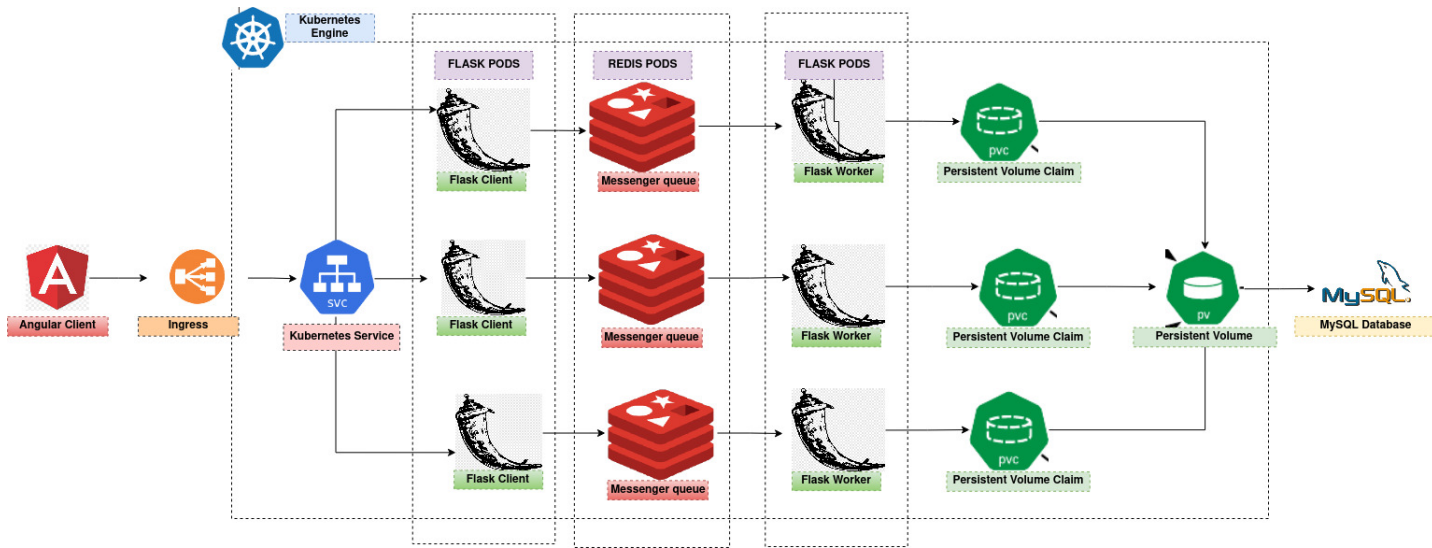 Kubernetes
Engine
FLASK PODS
REDIS PODS
FLASK PODS
Flask Client
Messenger queue
Flask Worker
pvc
Persistent Volume Claim
A
Angular Client
Ingress
svc
Kubernetes Service
Flask Client
Messenger queue
Flask Worker
pvc
Persistent Volume Claim
pv
Persistent Volume
MySQL
MySQL Database
Flask Client
Messenger queue
Flask Worker
pvc
Persistent Volume Claim